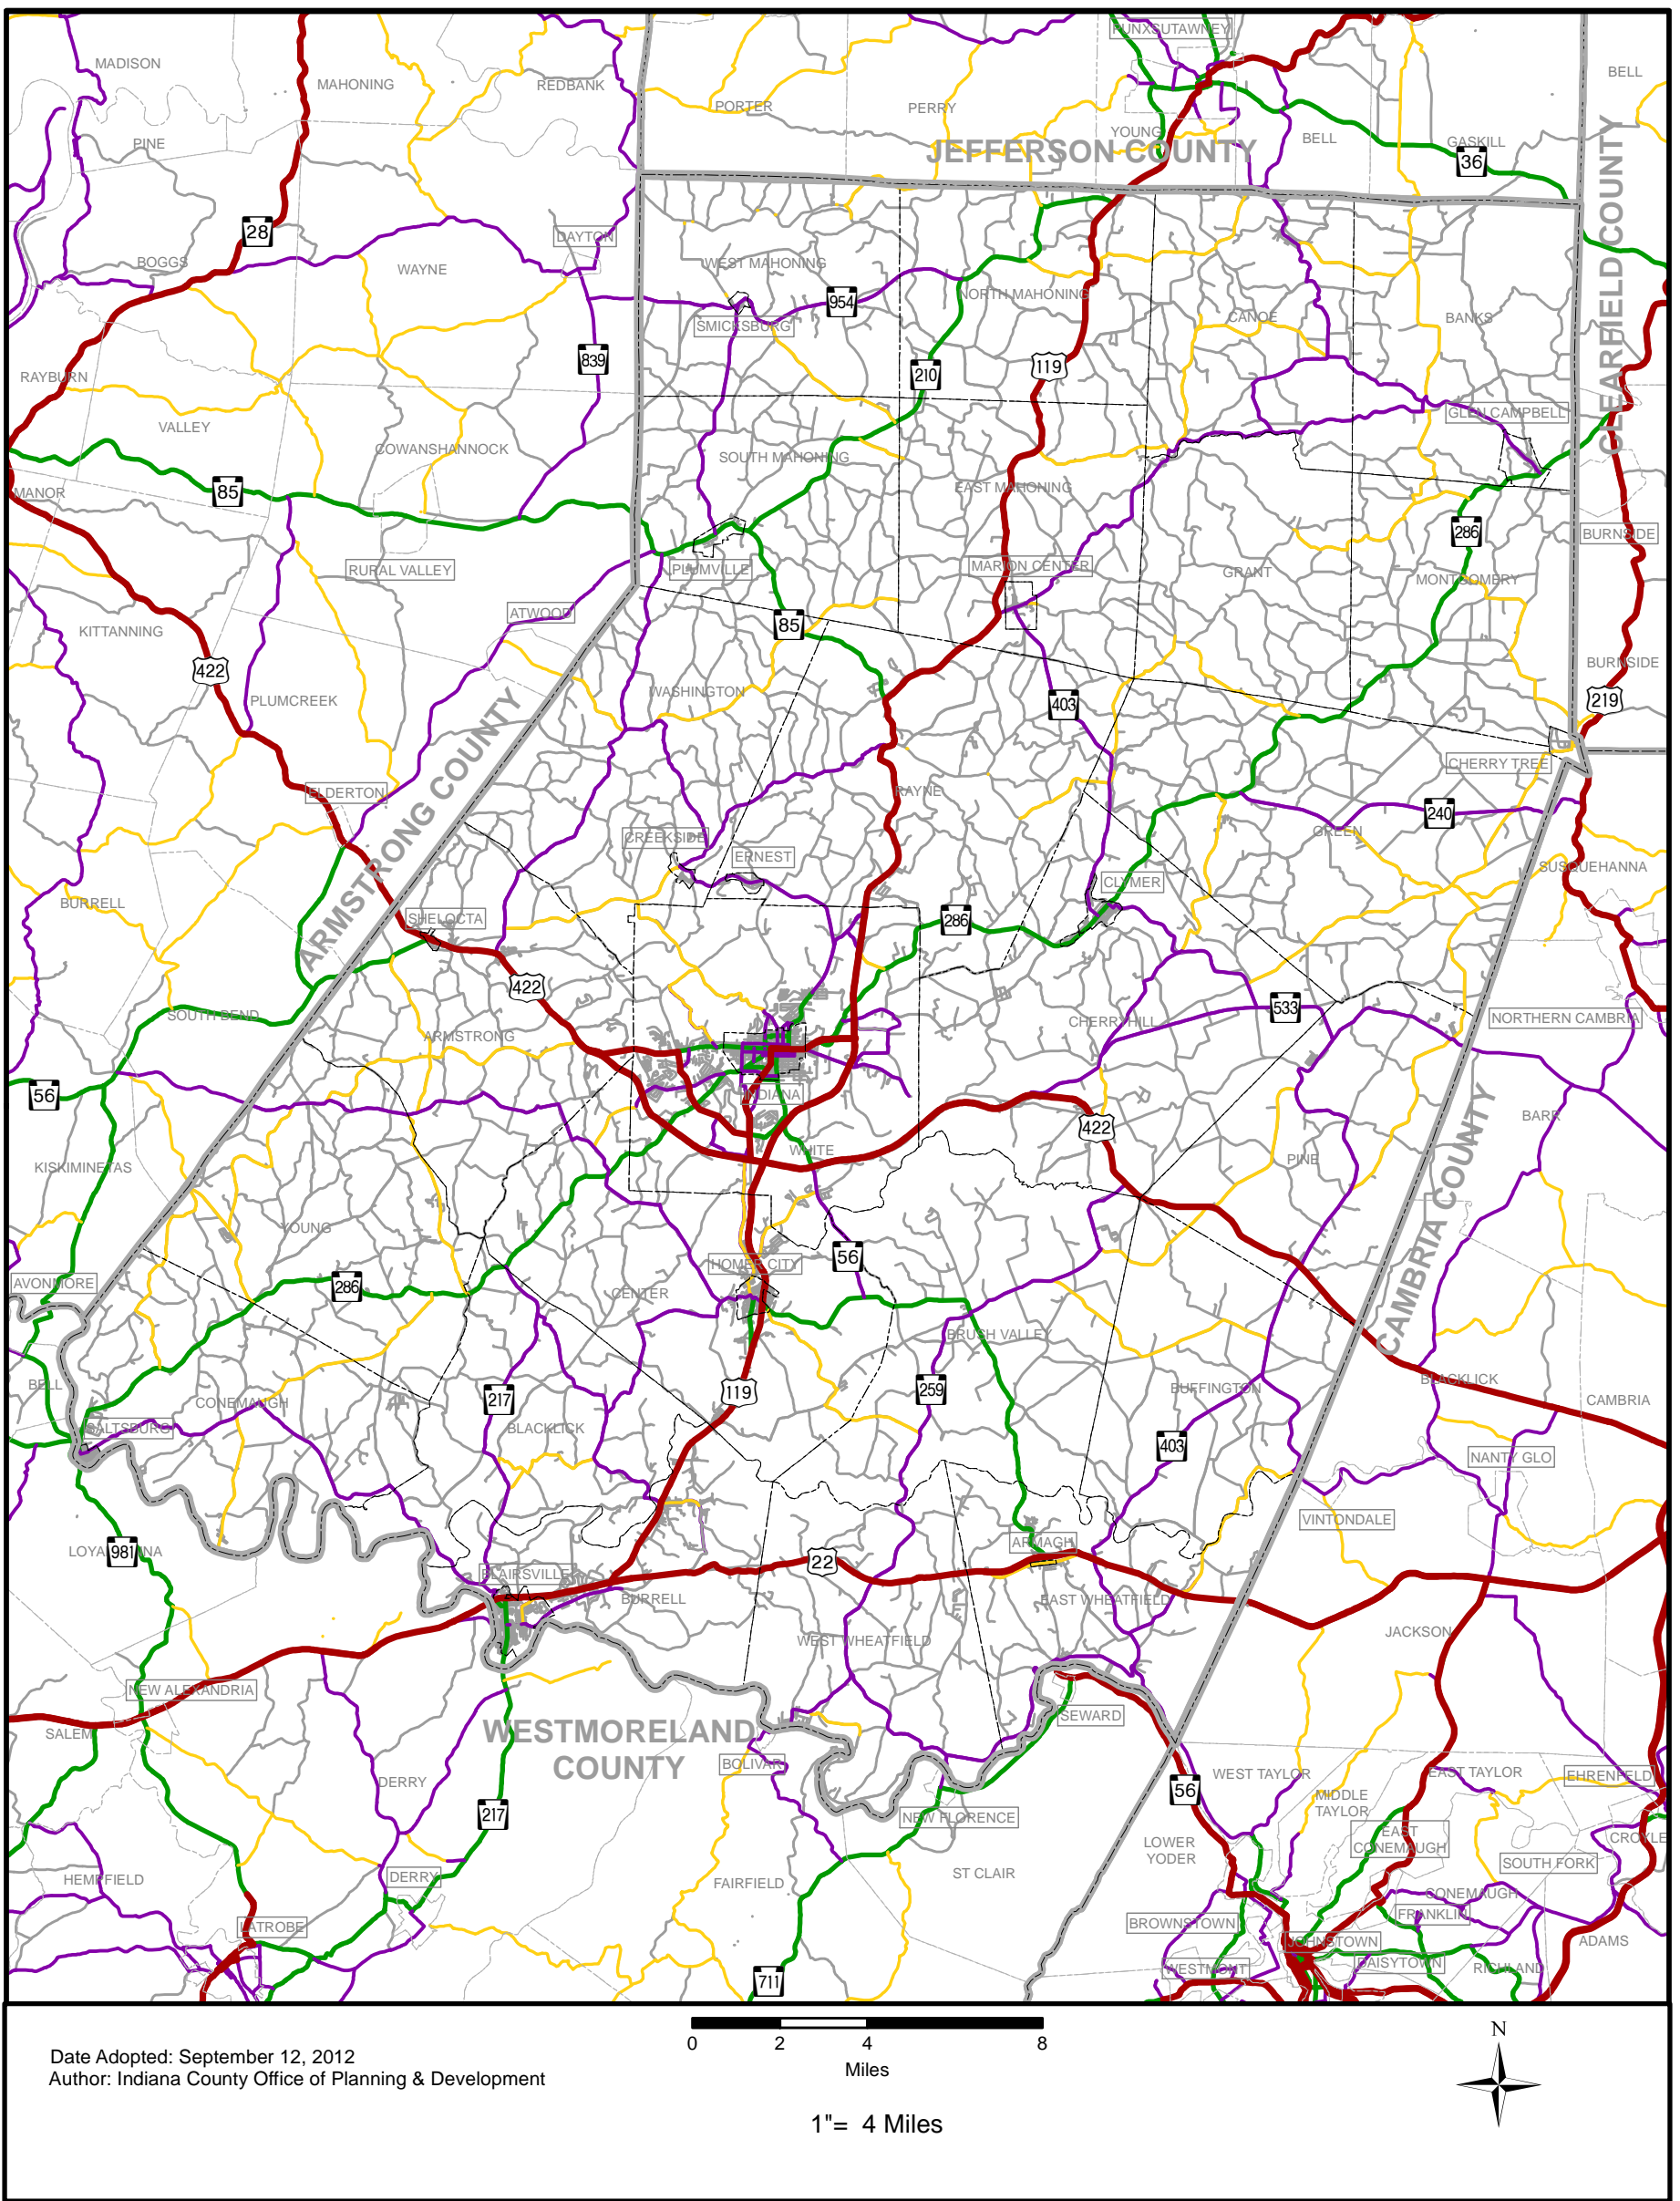 PUNXSUTAWNEY
MADISON
MAHONING
REDBANK
PORTER
PERRY
BELL
PINE
YOUNG
BELL
GASKILL
JEFFERSON COUNTY
36
CLEARFIELD COUNTY
28
DAYTON
BOGGS
WAYNE
WEST MAHONING
NORTH MAHONING
954
SMICKSBURG
CANOE
BANKS
839
210
119
RAYBURN
VALLEY
COWANSHANNOCK
GLEN CAMPBELL
SOUTH MAHONING
EAST MAHONING
MANOR
85
286
BURNSIDE
RURAL VALLEY
PLUMVILLE
MARION CENTER
GRANT
MONTGOMERY
ATWOOD
KITTANNING
85
422
PLUMCREEK
WASHINGTON
403
BURNSIDE
219
ARMSTRONG COUNTY
CHERRY TREE
ELDERTON
RAYNE
240
GREEN
CREEKSIDE
ERNEST
SUSQUEHANNA
CLYMER
BURRELL
SHELOCTA
286
422
SOUTH BEND
ARMSTRONG
CHERRYHILL
533
NORTHERN CAMBRIA
56
INDIANA
422
BARR
WHITE
KISKIMINETAS
PINE
CAMBRIA COUNTY
YOUNG
56
HOMER CITY
AVONMORE
286
CENTER
BRUSH VALLEY
BELL
217
119
259
BUFFINGTON
BLACKLICK
CAMBRIA
CONEMAUGH
SALTSBURG
BLACKLICK
403
NANTY GLO
VINTONDALE
LOYALHANNA
981
ARMAGH
22
BLAIRSVILLE
BURRELL
EAST WHEATFIELD
WEST WHEATFIELD
JACKSON
NEW ALEXANDRIA
SEWARD
SALEM
WESTMORELAND
COUNTY
BOLIVAR
WEST TAYLOR
EAST TAYLOR
EHRENFELD
DERRY
56
MIDDLE
TAYLOR
217
NEW FLORENCE
EAST
CONEMAUGH
CROYLE
LOWER
YODER
SOUTH FORK
HEMPFIELD
DERRY
FAIRFIELD
ST CLAIR
CONEMAUGH
FRANKLIN
BROWNSTOWN
LATROBE
JOHNSTOWN
ADAMS
DAISYTOWN
WESTMONT
RICHLAND
711
0 2 4 8
Miles
N
Date Adopted: September 12, 2012
Author: Indiana County Office of Planning & Development
1"= 4 Miles